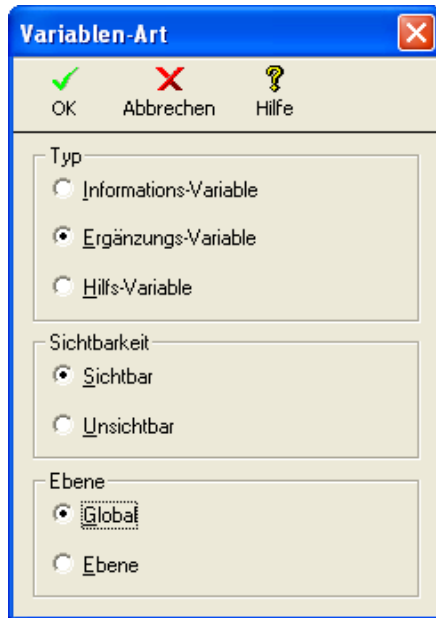 Variablen-Art
OK Abbrechen Hilfe
Typ
Informations-Variable
Ergänzungs-Variable
Hilfs-Variable
Sichtbarkeit
Sichtbar
Unsichtbar
Ebene
Global
Ebene